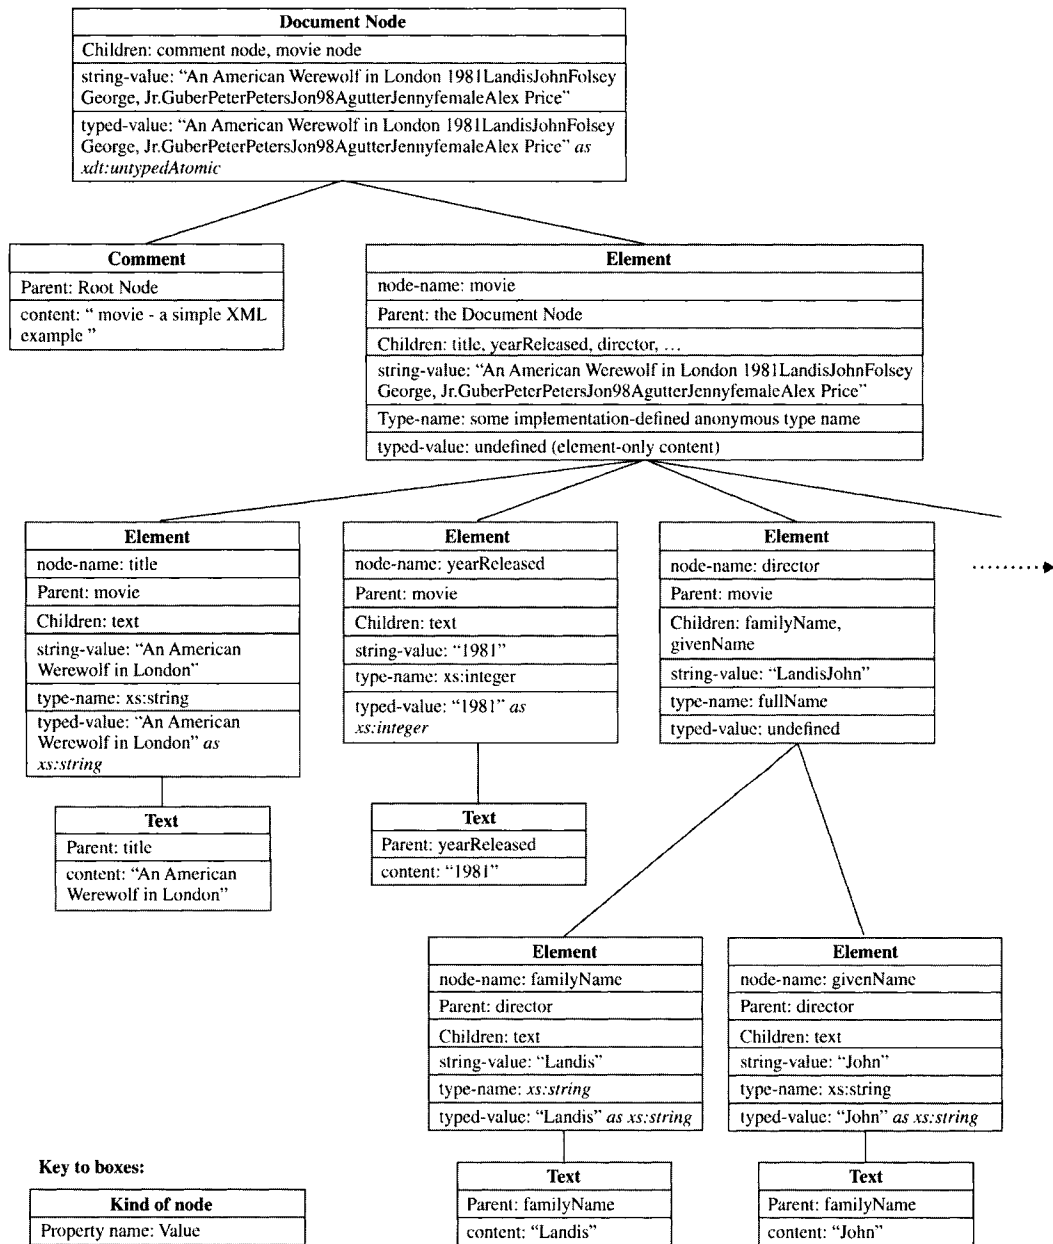 Document Node
Children: comment node, movie node
string-value: “An American Werewolf in London 1981LandisJohnFolsey
George, Jr.GuberPeterPetersJon98AgutterJennyfemaleAlex Price”
typed-value: “An American Werewolf in London 1981LandisJohnFolsey
George, Jr.GuberPeterPetersJon98AgutterJennyfemaleAlex Price” as
xdt:untypedAtomic
Comment
Parent: Root Node
content: “ movie - a simple XML
example ”
Element
node-name: movie
Parent: the Document Node
Children: title, yearReleased, director, …
string-value: “An American Werewolf in London 1981LandisJohnFolsey
George, Jr.GuberPeterPetersJon98AgutterJennyfemaleAlex Price”
Type-name: some implementation-defined anonymous type name
typed-value: undefined (element-only content)
Element
node-name: title
Parent: movie
Children: text
string-value: “An American
Werewolf in London”
type-name: xs:string
typed-value: “An American
Werewolf in London” as
xs:string
Element
node-name: yearReleased
Parent: movie
Children: text
string-value: “1981”
type-name: xs:integer
typed-value: “1981” as
xs:integer
Element
node-name: director
Parent: movie
Children: familyName,
givenName
string-value: “LandisJohn”
type-name: fullName
typed-value: undefined
Text
Parent: title
content: “An American
Werewolf in London”
Text
Parent: yearReleased
content: “1981”
Element
node-name: familyName
Parent: director
Children: text
string-value: “Landis”
type-name: xs:string
typed-value: “Landis” as xs:string
Element
node-name: givenName
Parent: director
Children: text
string-value: “John”
type-name: xs:string
typed-value: “John” as xs:string
Key to boxes:
Kind of node
Property name: Value
Text
Parent: familyName
content: “Landis”
Text
Parent: familyName
content: “John”